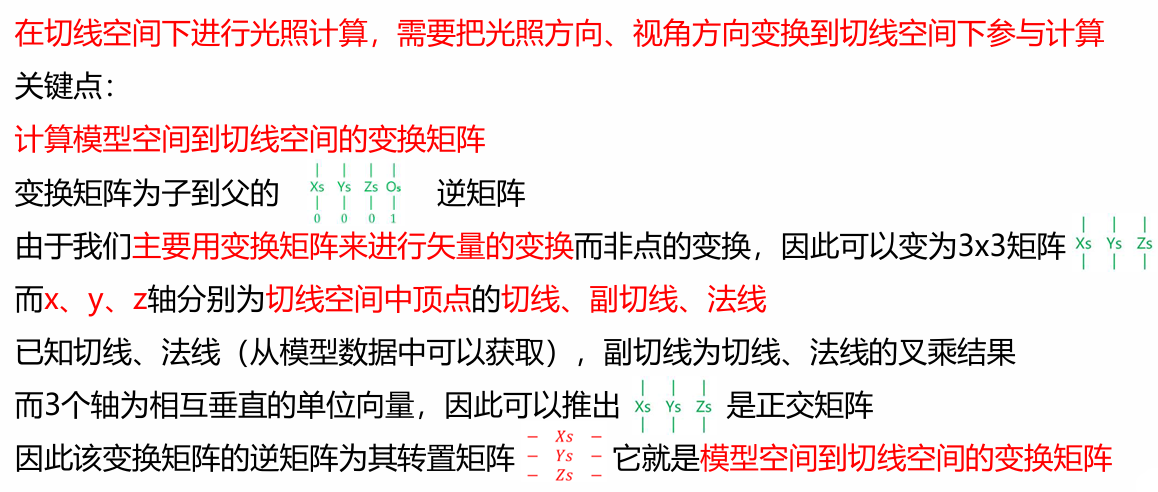 在切线空间下进行光照计算，需要把光照方向、视角方向变换到切线空间下参与计算
关键点：
计算模型空间到切线空间的变换矩阵
变换矩阵为子到父的 | | | | Xs Ys Zs Os | | | | 0 0 0 1 逆矩阵
由于我们主要用变换矩阵来进行矢量的变换而非点的变换，因此可以变为3x3矩阵 | | | Xs Ys Zs | | |
而x、y、z轴分别为切线空间中顶点的切线、副切线、法线
已知切线、法线（从模型数据中可以获取），副切线为切线、法线的叉乘结果
而3个轴为相互垂直的单位向量，因此可以推出 | | | Xs Ys Zs | | | 是正交矩阵
因此该变换矩阵的逆矩阵为其转置矩阵 — Xs — — Ys — — Zs — 它就是模型空间到切线空间的变换矩阵